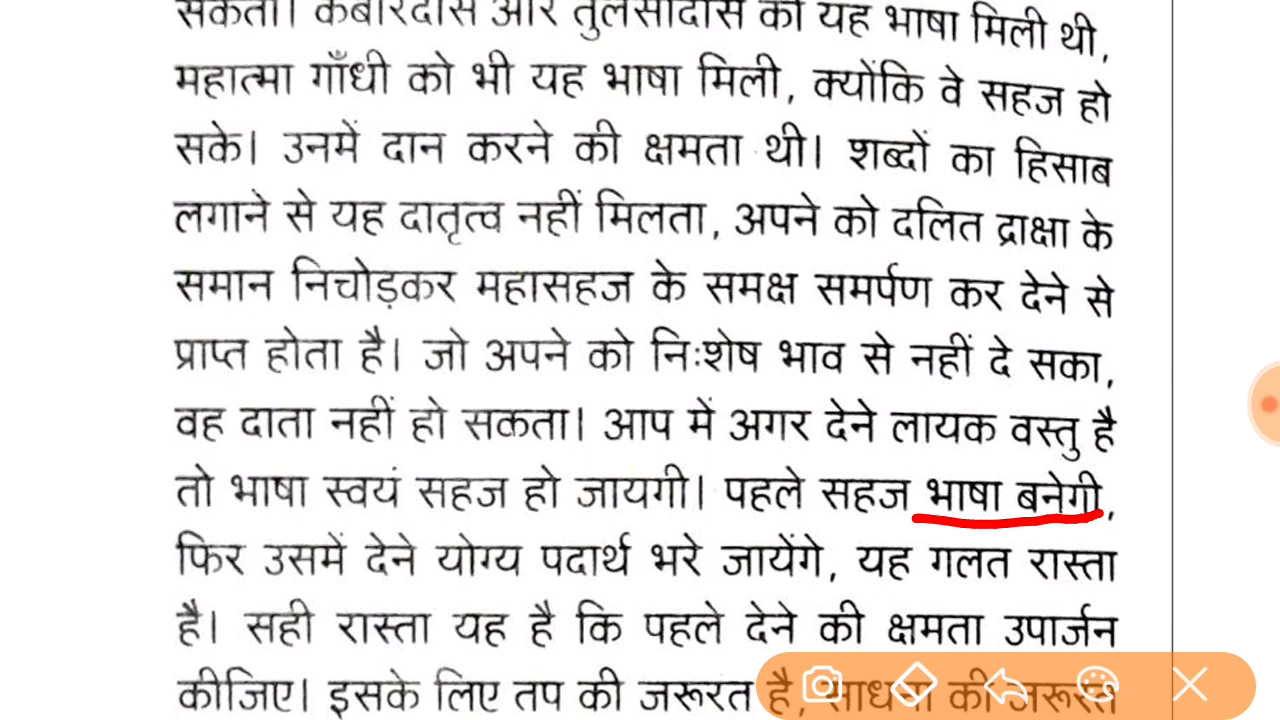 सकता। कबीरदास और तुलसीदास को यह भाषा मिली थी,
महात्मा गाँधी को भी यह भाषा मिली, क्योंकि वे सहज हो
सके। उनमें दान करने की क्षमता थी। शब्दों का हिसाब
लगाने से यह दातृत्व नहीं मिलता, अपने को दलित द्राक्षा के
समान निचोड़कर महासहज के समक्ष समर्पण कर देने से
प्राप्त होता है। जो अपने को निःशेष भाव से नहीं दे सका,
वह दाता नहीं हो सकता। आप में अगर देने लायक वस्तु है
तो भाषा स्वयं सहज हो जायगी। पहले सहज भाषा बनेगी,
फिर उसमें देने योग्य पदार्थ भरे जायेंगे, यह गलत रास्ता
है। सही रास्ता यह है कि पहले देने की क्षमता उपार्जन
कीजिए। इसके लिए तप की जरूरत है, साधना की जरूरत